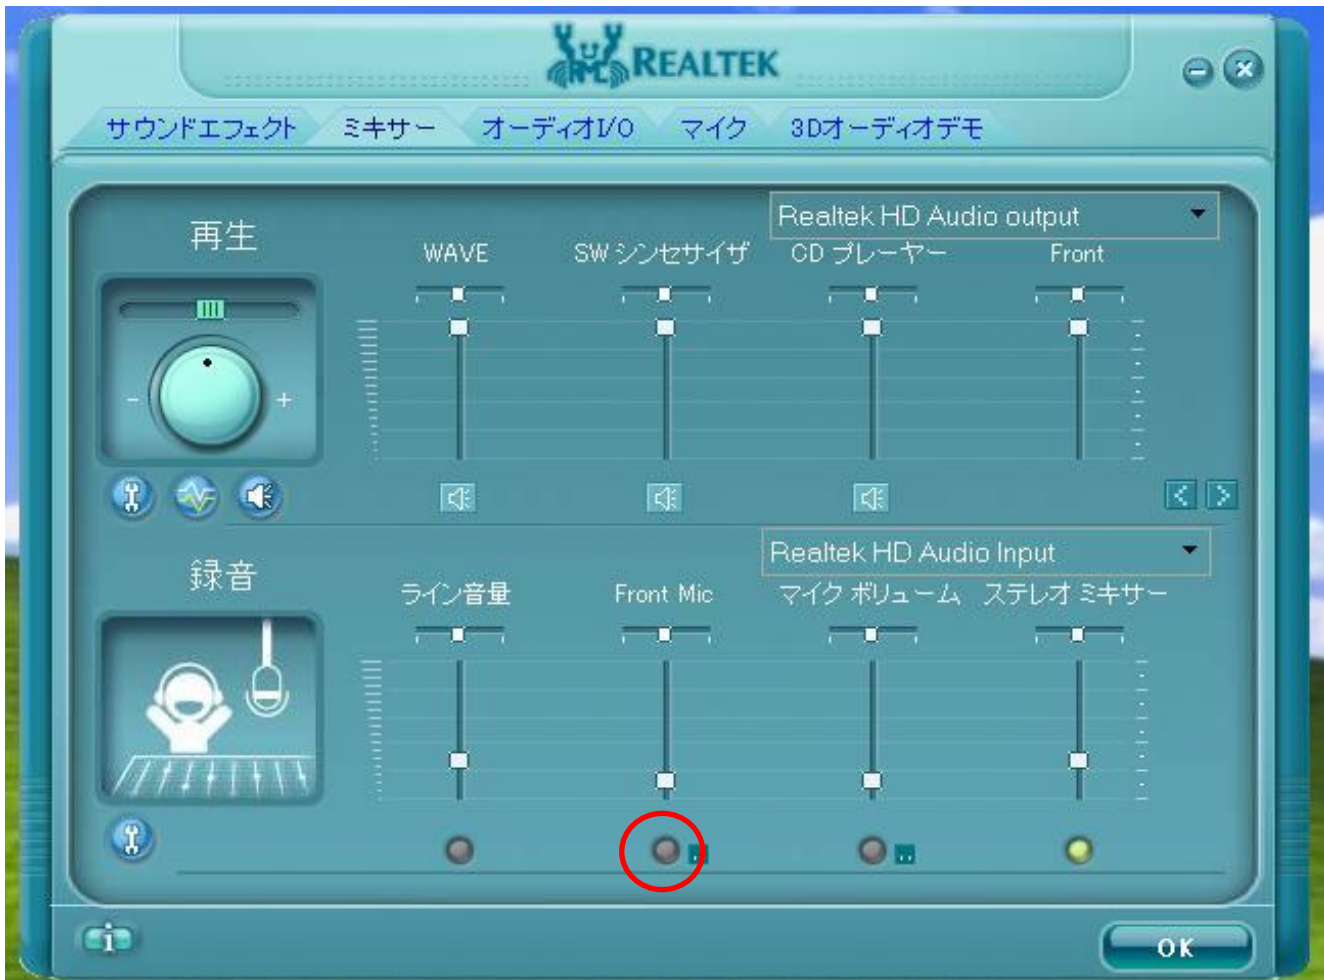 REALTEK
サウンドエフェクト ミキサー オーディオI/O マイク 3Dオーディオデモ
再生
Realtek HD Audio output
WAVE SW シンセサイザ CD プレーヤー Front
- +
録音
Realtek HD Audio Input
ライン音量 Front Mic マイク ボリューム ステレオ ミキサー
i
OK